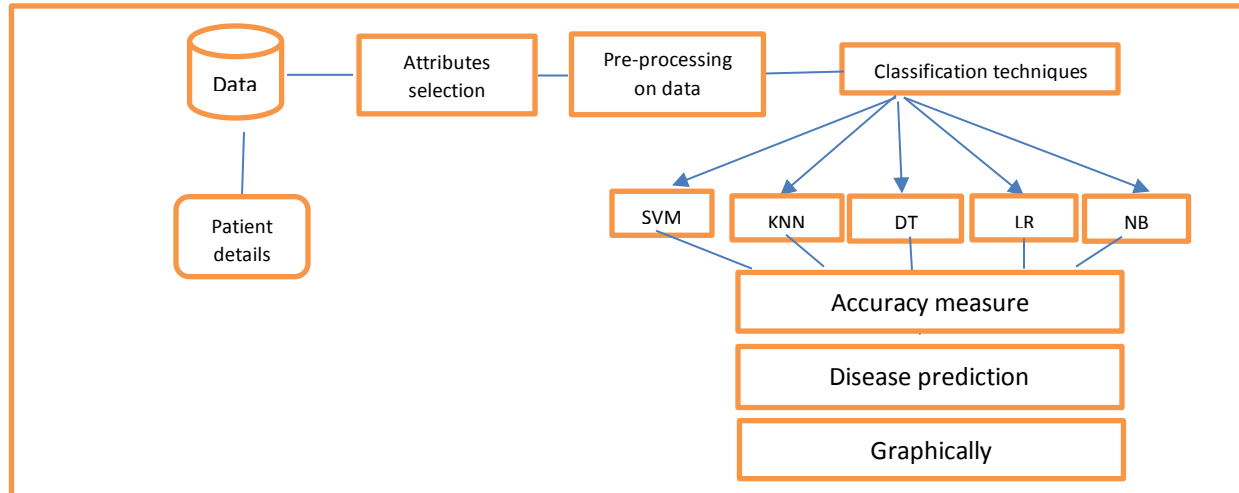 Data
Attributes
selection
Pre-processing
on data
Classification techniques
Patient
details
SVM
KNN
DT
LR
NB
Accuracy measure
Disease prediction
Graphically